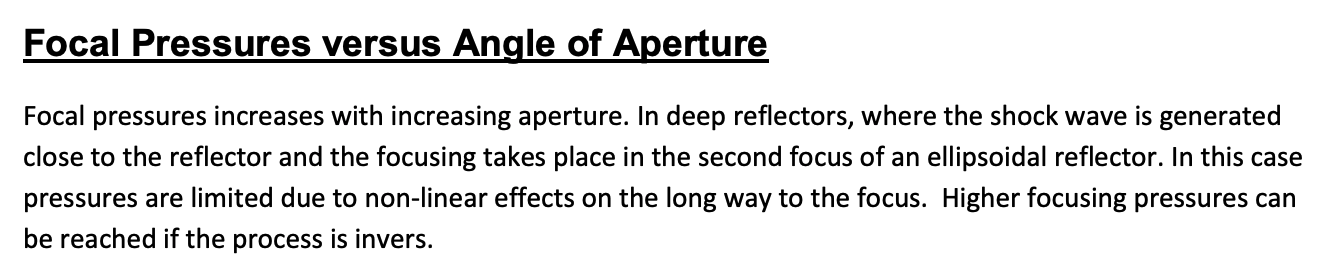 Focal Pressures versus Angle of Aperture
Focal pressures increases with increasing aperture. In deep reflectors, where the shock wave is generated
close to the reflector and the focusing takes place in the second focus of an ellipsoidal reflector. In this case
pressures are limited due to non-linear effects on the long way to the focus.  Higher focusing pressures can
be reached if the process is invers.